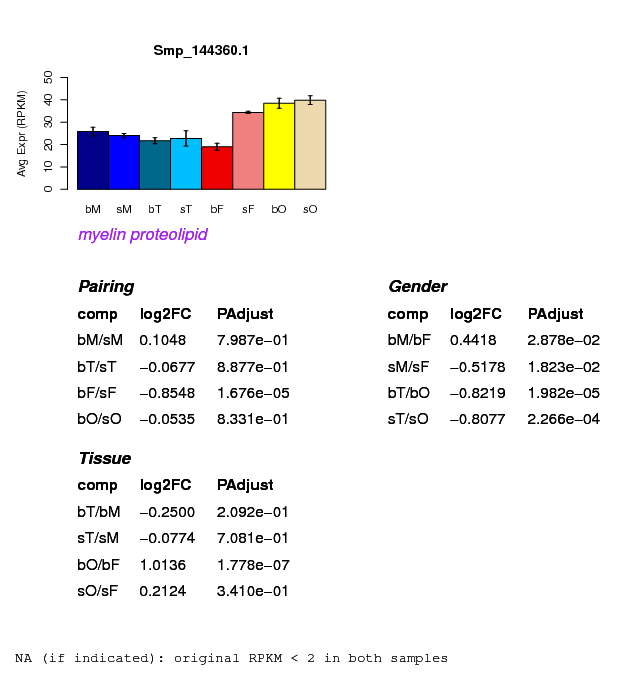 Smp_144360.1
Avg Expr (RPKM)
50
40
30
20
10
0
bM sM bT sT bF sF bO sO
myelin proteolipid
Pairing
comp log2FC PAdjust
bM/sM 0.1048 7.987e−01
bT/sT −0.0677 8.877e−01
bF/sF −0.8548 1.676e−05
bO/sO −0.0535 8.331e−01
Gender
comp log2FC PAdjust
bM/bF 0.4418 2.878e−02
sM/sF −0.5178 1.823e−02
bT/bO −0.8219 1.982e−05
sT/sO −0.8077 2.266e−04
Tissue
comp log2FC PAdjust
bT/bM −0.2500 2.092e−01
sT/sM −0.0774 7.081e−01
bO/bF 1.0136 1.778e−07
sO/sF 0.2124 3.410e−01
NA (if indicated): original RPKM < 2 in both samples